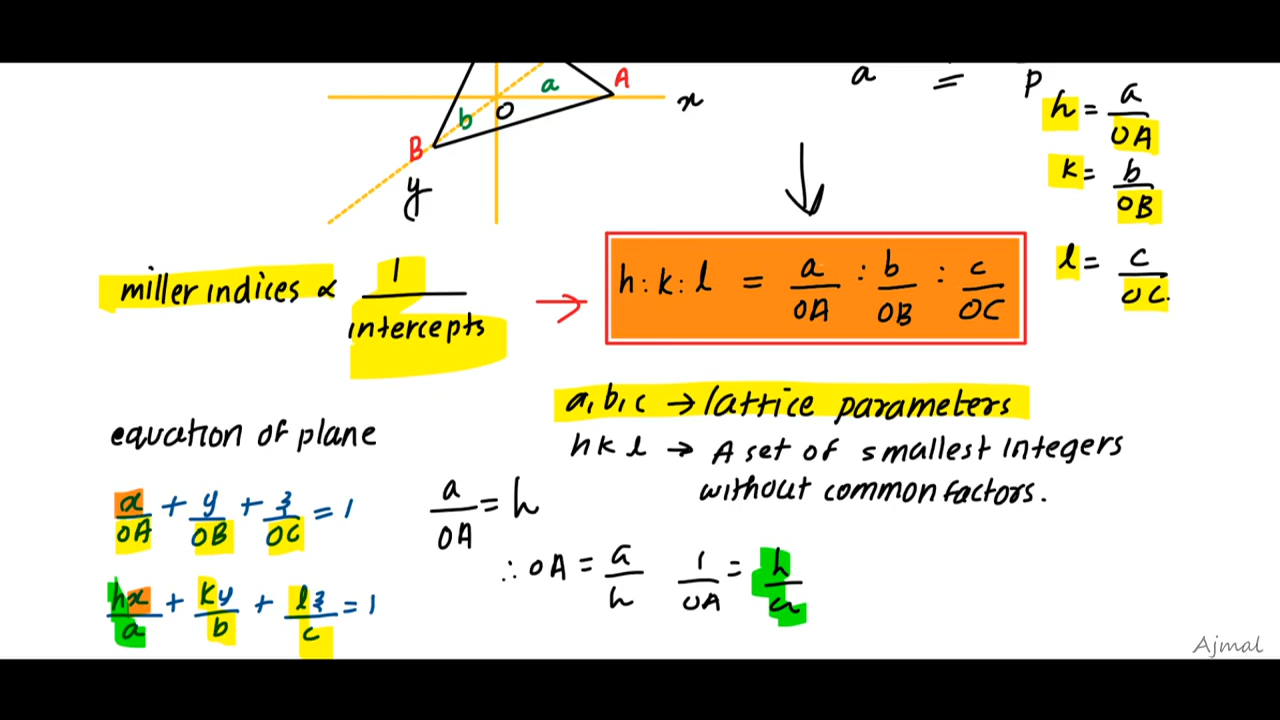 a = p
A
a
x
O
b
B
y
h = a/OA
k = b/OB
l = c/OC
miller indices ∝ 1/intercepts → h : k : l = a/OA : b/OB : c/OC
a, b, c → lattice parameters
h k l → A set of smallest integers
without common factors.
equation of plane
x/OA + y/OB + z/OC = 1
a/OA = h
∴ OA = a/h 1/OA = h/a
hx/a + ky/b + lz/c = 1
Ajmal